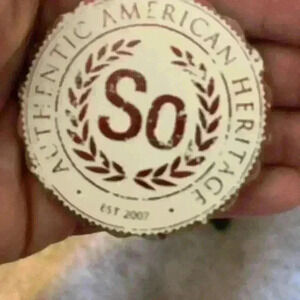 AUTHENTIC AMERICAN HERITAGE
So
EST 2007